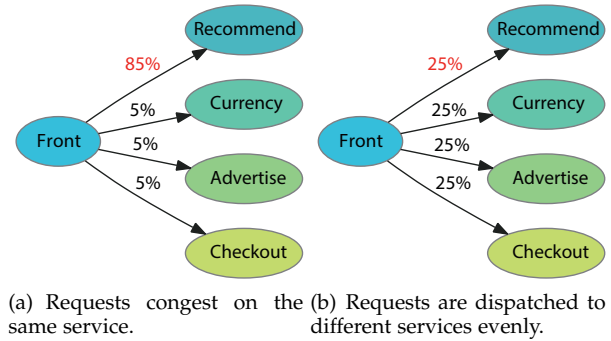 Recommend
85%
Currency
5%
Front
5%
Advertise
5%
Checkout
Recommend
25%
Currency
25%
Front
25%
Advertise
25%
Checkout
(a) Requests congest on the
same service.
(b) Requests are dispatched to
different services evenly.